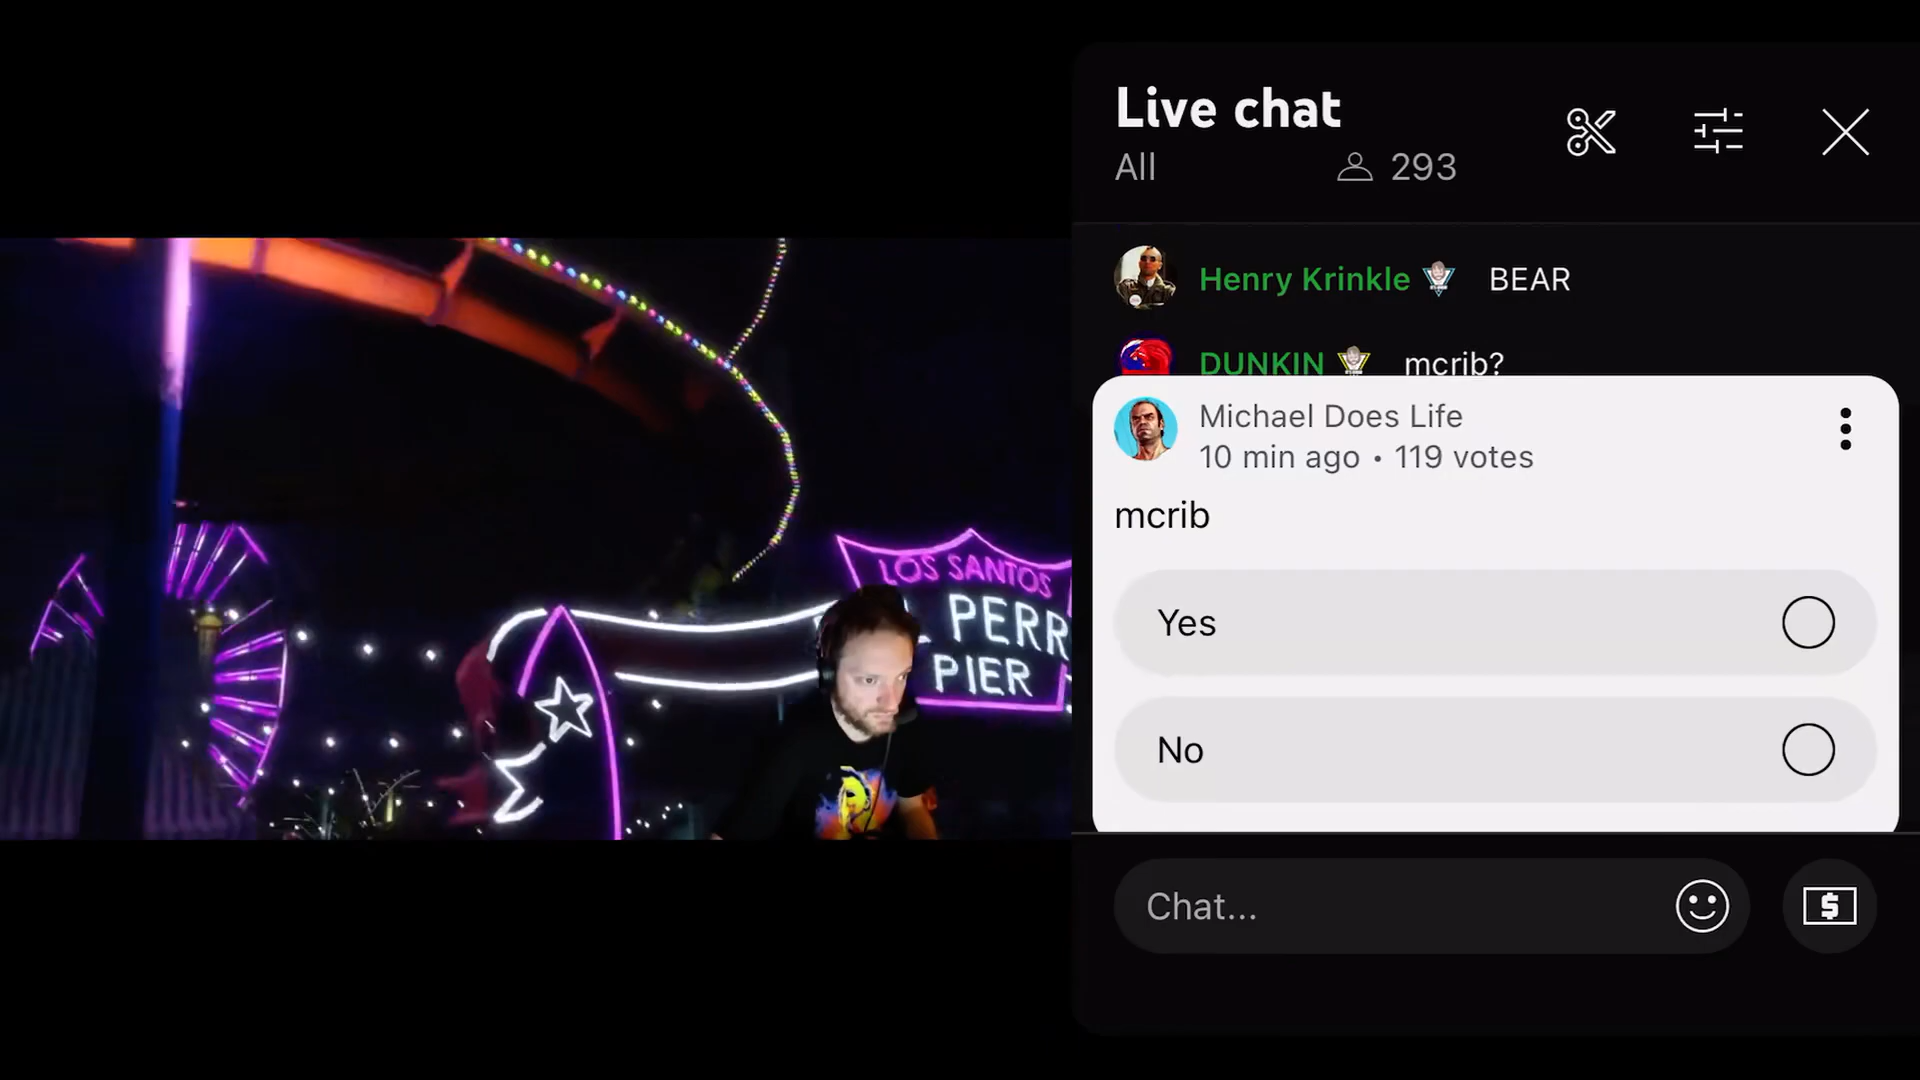 Live chat
All 293
Henry Krinkle BEAR
DUNKIN mcrib?
Michael Does Life
10 min ago • 119 votes
mcrib
Yes
No
Chat...
LOS SANTOS
PERR
PIER